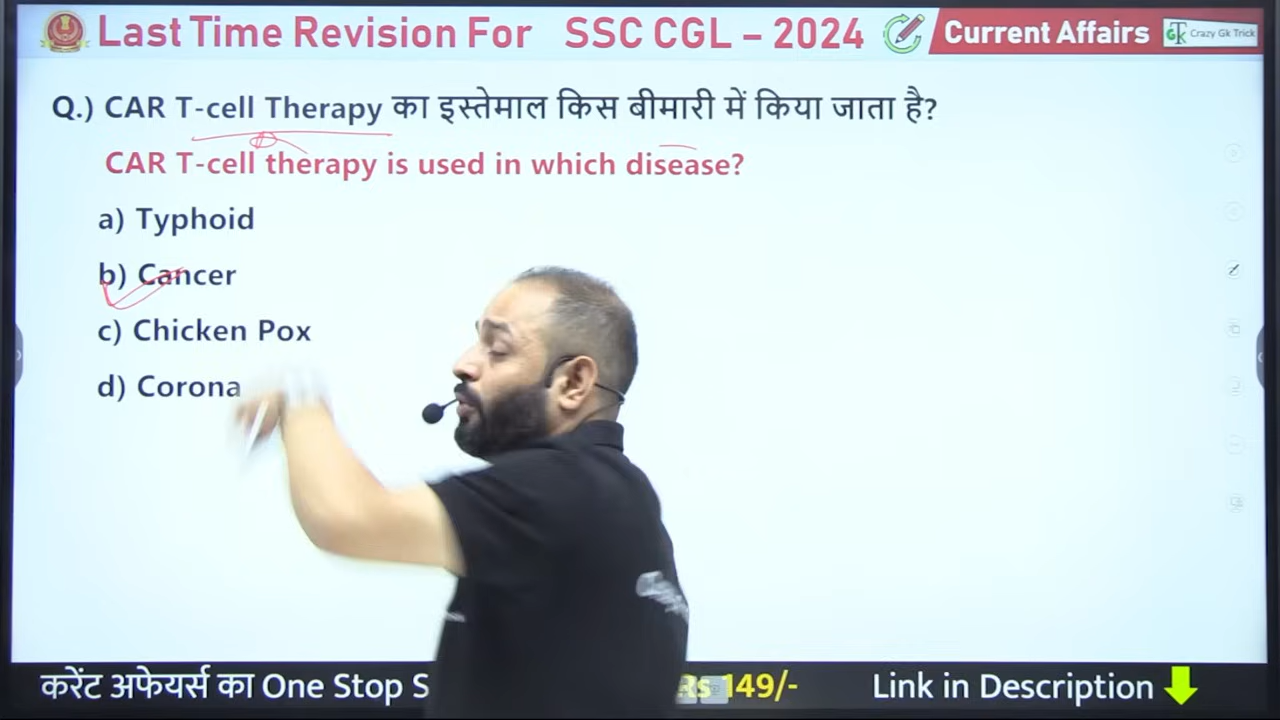 Last Time Revision For SSC CGL – 2024
Current Affairs
Crazy Gk Trick
Q.) CAR T-cell Therapy का इस्तेमाल किस बीमारी में किया जाता है?
CAR T-cell therapy is used in which disease?
a) Typhoid
b) Cancer
c) Chicken Pox
d) Corona
करेंट अफेयर्स का One Stop S
Rs 149/-
Link in Description